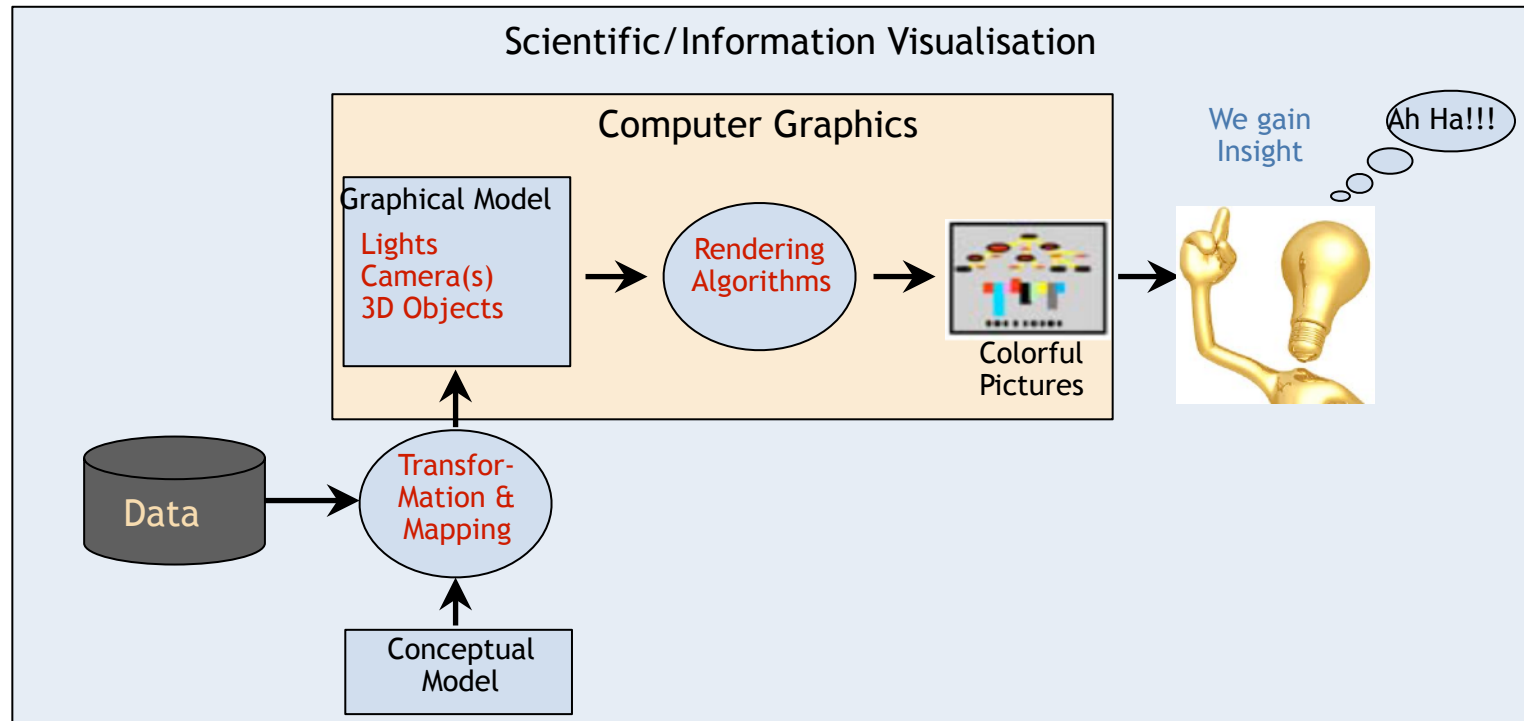 Scientific/Information Visualisation
Computer Graphics
We gain
Insight
Ah Ha!!!
Graphical Model
Lights
Camera(s)
3D Objects
Rendering
Algorithms
Colorful
Pictures
Data
Transfor-
Mation &
Mapping
Conceptual
Model